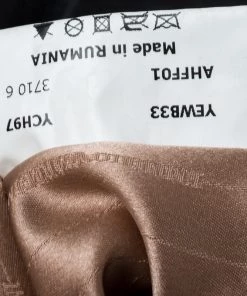 Made in RUMANIA
AHFF01
3710 6
YEWB33
YCH97